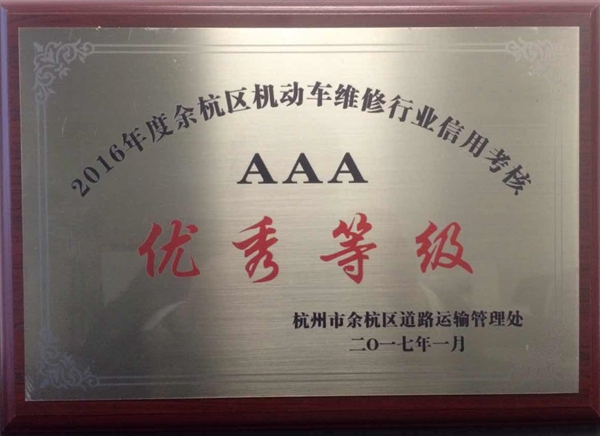 2016年度余杭区机动车维修行业信用考核
AAA
优秀等级
杭州市余杭区道路运输管理处
二〇一七年一月